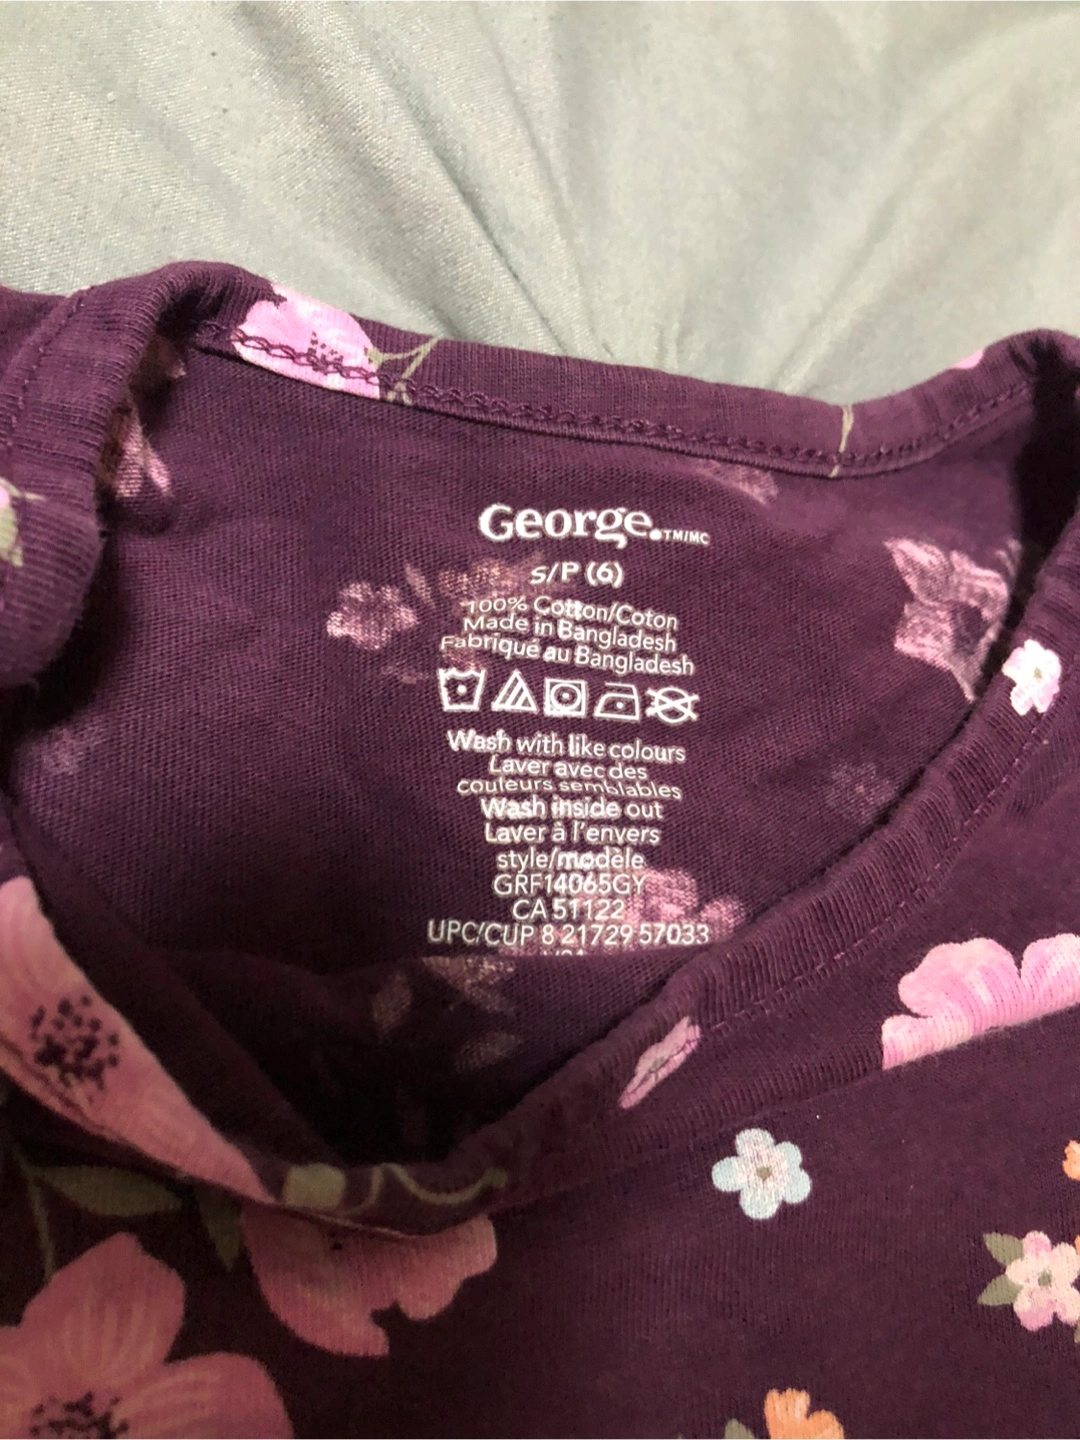 George.TM/MC
S/P (6)
100% Cotton/Coton
Made in Bangladesh
Fabriqué au Bangladesh
Wash with like colours
Laver avec des
couleurs semblables
Wash inside out
Laver à l'envers
style/modèle
GRF14065GY
CA 51122
UPC/CUP 8 21729 57033